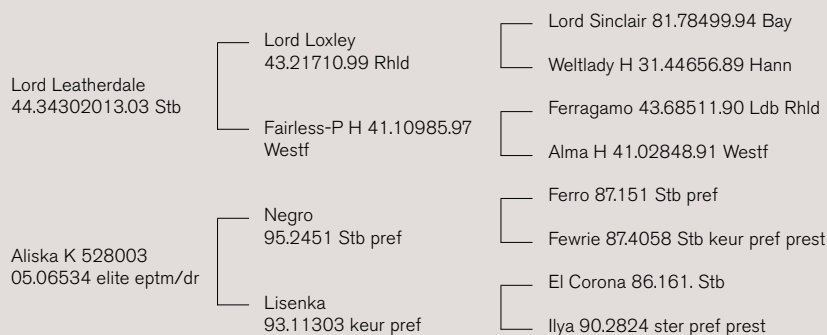 Lord Leatherdale
44.34302013.03 Stb
Lord Loxley
43.21710.99 Rhld
Lord Sinclair 81.78499.94 Bay
Weltlady H 31.44656.89 Hann
Fairless-P H 41.10985.97
Westf
Ferragamo 43.68511.90 Ldb Rhld
Alma H 41.02848.91 Westf
Aliska K 528003
05.06534 elite eptm/dr
Negro
95.2451 Stb pref
Ferro 87.151 Stb pref
Fewrie 87.4058 Stb keur pref prest
Lisenka
93.11303 keur pref
El Corona 86.161. Stb
Ilya 90.2824 ster pref prest